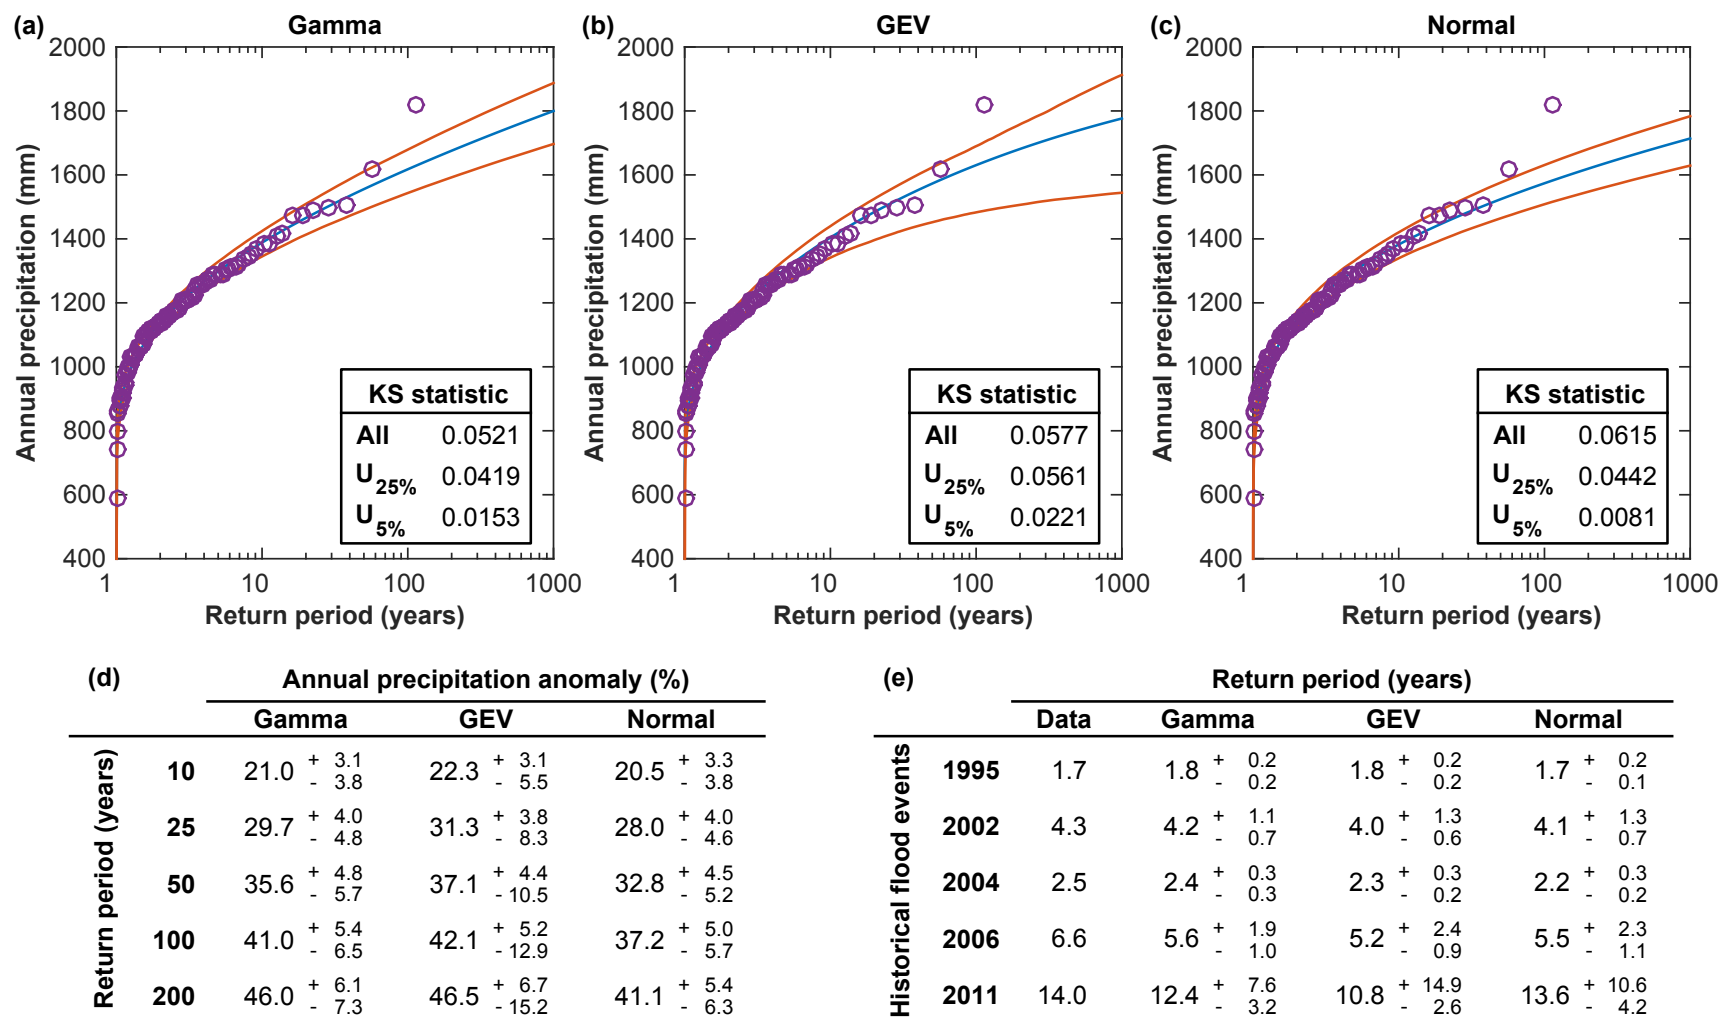 (a) Gamma
(b) GEV
(c) Normal
Annual precipitation (mm)
2000
1800
1600
1400
1200
1000
800
600
400
1 10 100 1000
Return period (years)
KS statistic
All 0.0521
U25% 0.0419
U5% 0.0153
Annual precipitation (mm)
2000
1800
1600
1400
1200
1000
800
600
400
1 10 100 1000
Return period (years)
KS statistic
All 0.0577
U25% 0.0561
U5% 0.0221
Annual precipitation (mm)
2000
1800
1600
1400
1200
1000
800
600
400
1 10 100 1000
Return period (years)
KS statistic
All 0.0615
U25% 0.0442
U5% 0.0081
(d) Annual precipitation anomaly (%)
Gamma GEV Normal
Return period (years)
10 21.0 + 3.1 - 3.8 22.3 + 3.1 - 5.5 20.5 + 3.3 - 3.8
25 29.7 + 4.0 - 4.8 31.3 + 3.8 - 8.3 28.0 + 4.0 - 4.6
50 35.6 + 4.8 - 5.7 37.1 + 4.4 - 10.5 32.8 + 4.5 - 5.2
100 41.0 + 5.4 - 6.5 42.1 + 5.2 - 12.9 37.2 + 5.0 - 5.7
200 46.0 + 6.1 - 7.3 46.5 + 6.7 - 15.2 41.1 + 5.4 - 6.3
(e) Return period (years)
Data Gamma GEV Normal
Historical flood events
1995 1.7 1.8 + 0.2 - 0.2 1.8 + 0.2 - 0.2 1.7 + 0.2 - 0.1
2002 4.3 4.2 + 1.1 - 0.7 4.0 + 1.3 - 0.6 4.1 + 1.3 - 0.7
2004 2.5 2.4 + 0.3 - 0.3 2.3 + 0.3 - 0.2 2.2 + 0.3 - 0.2
2006 6.6 5.6 + 1.9 - 1.0 5.2 + 2.4 - 0.9 5.5 + 2.3 - 1.1
2011 14.0 12.4 + 7.6 - 3.2 10.8 + 14.9 - 2.6 13.6 + 10.6 - 4.2